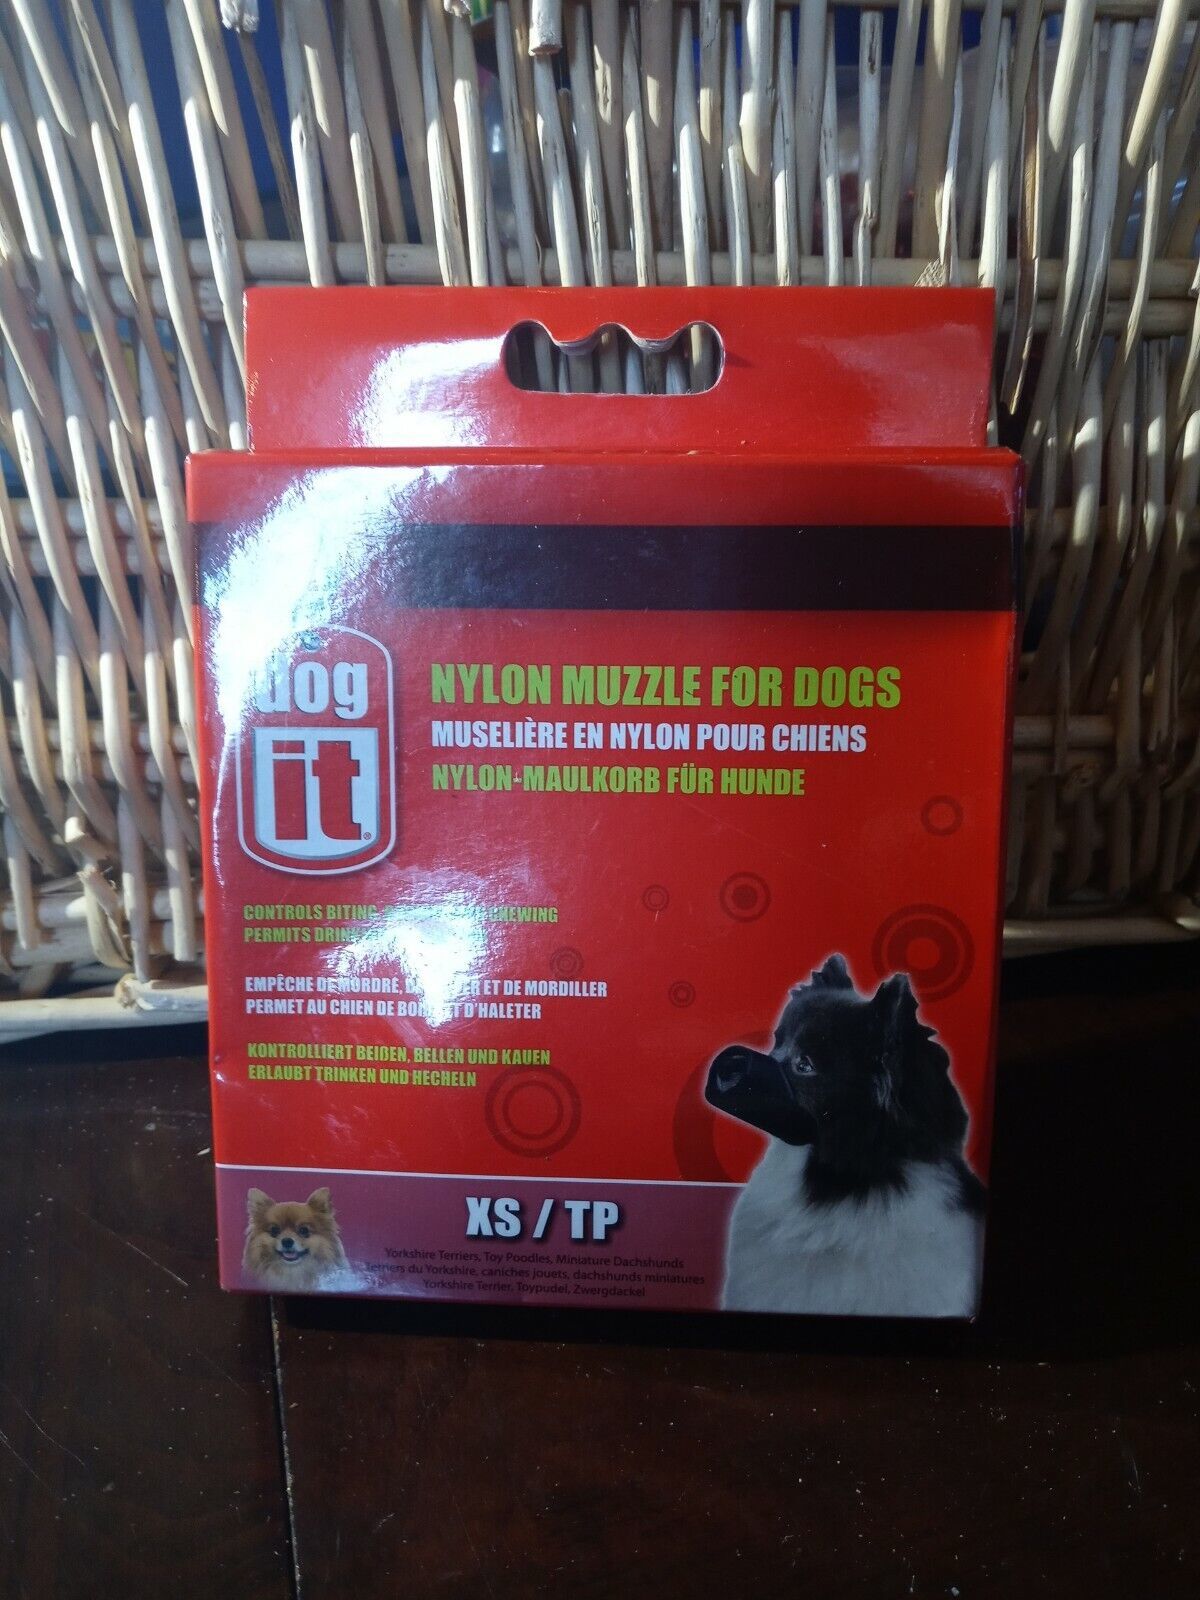 dog
it®
NYLON MUZZLE FOR DOGS
MUSELIÈRE EN NYLON POUR CHIENS
NYLON-MAULKORB FÜR HUNDE
CONTROLS BITING CHEWING
PERMITS
EMPÊCHE DE MORDRE, ET DE MORDILLER
PERMET AU CHIEN DE D'HALETER
KONTROLLIERT BEIßEN, BELLEN UND KAUEN
ERLAUBT TRINKEN UND HECHELN
XS / TP
Yorkshire Terriers, Toy Poodles, Miniature Dachshunds
Terriers du Yorkshire, caniches jouets, dachshunds miniatures
Yorkshire Terrier, Toypudel, Zwergdackel